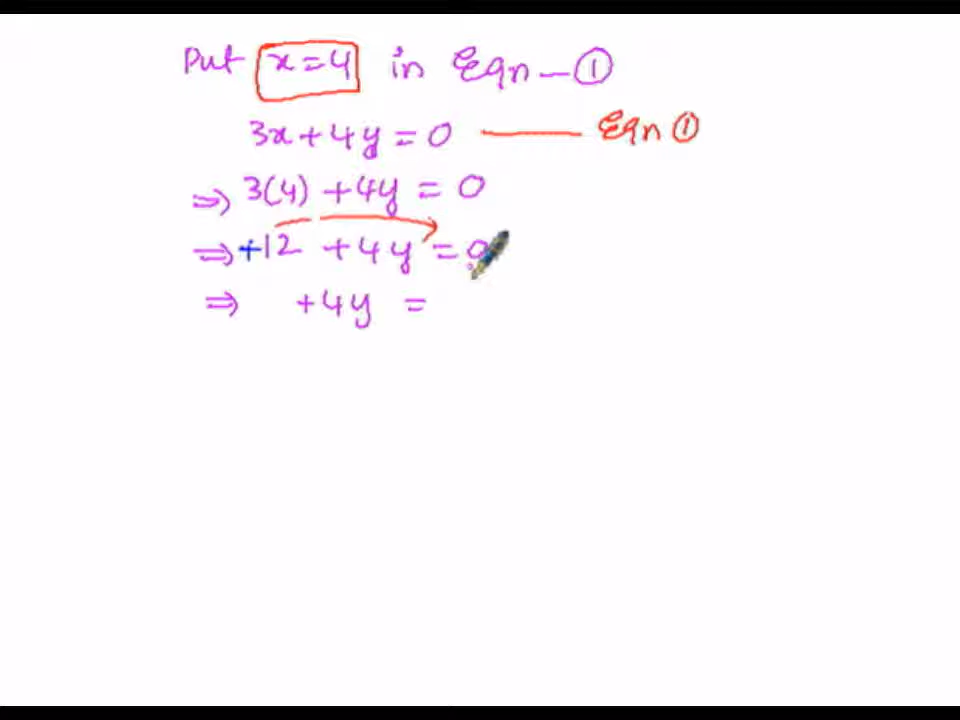 Put x=4 in Eqn - ①
3x + 4y = 0 —— Eqn ①
⇒ 3(4) + 4y = 0
⇒ +12 + 4y = 0
⇒ +4y =